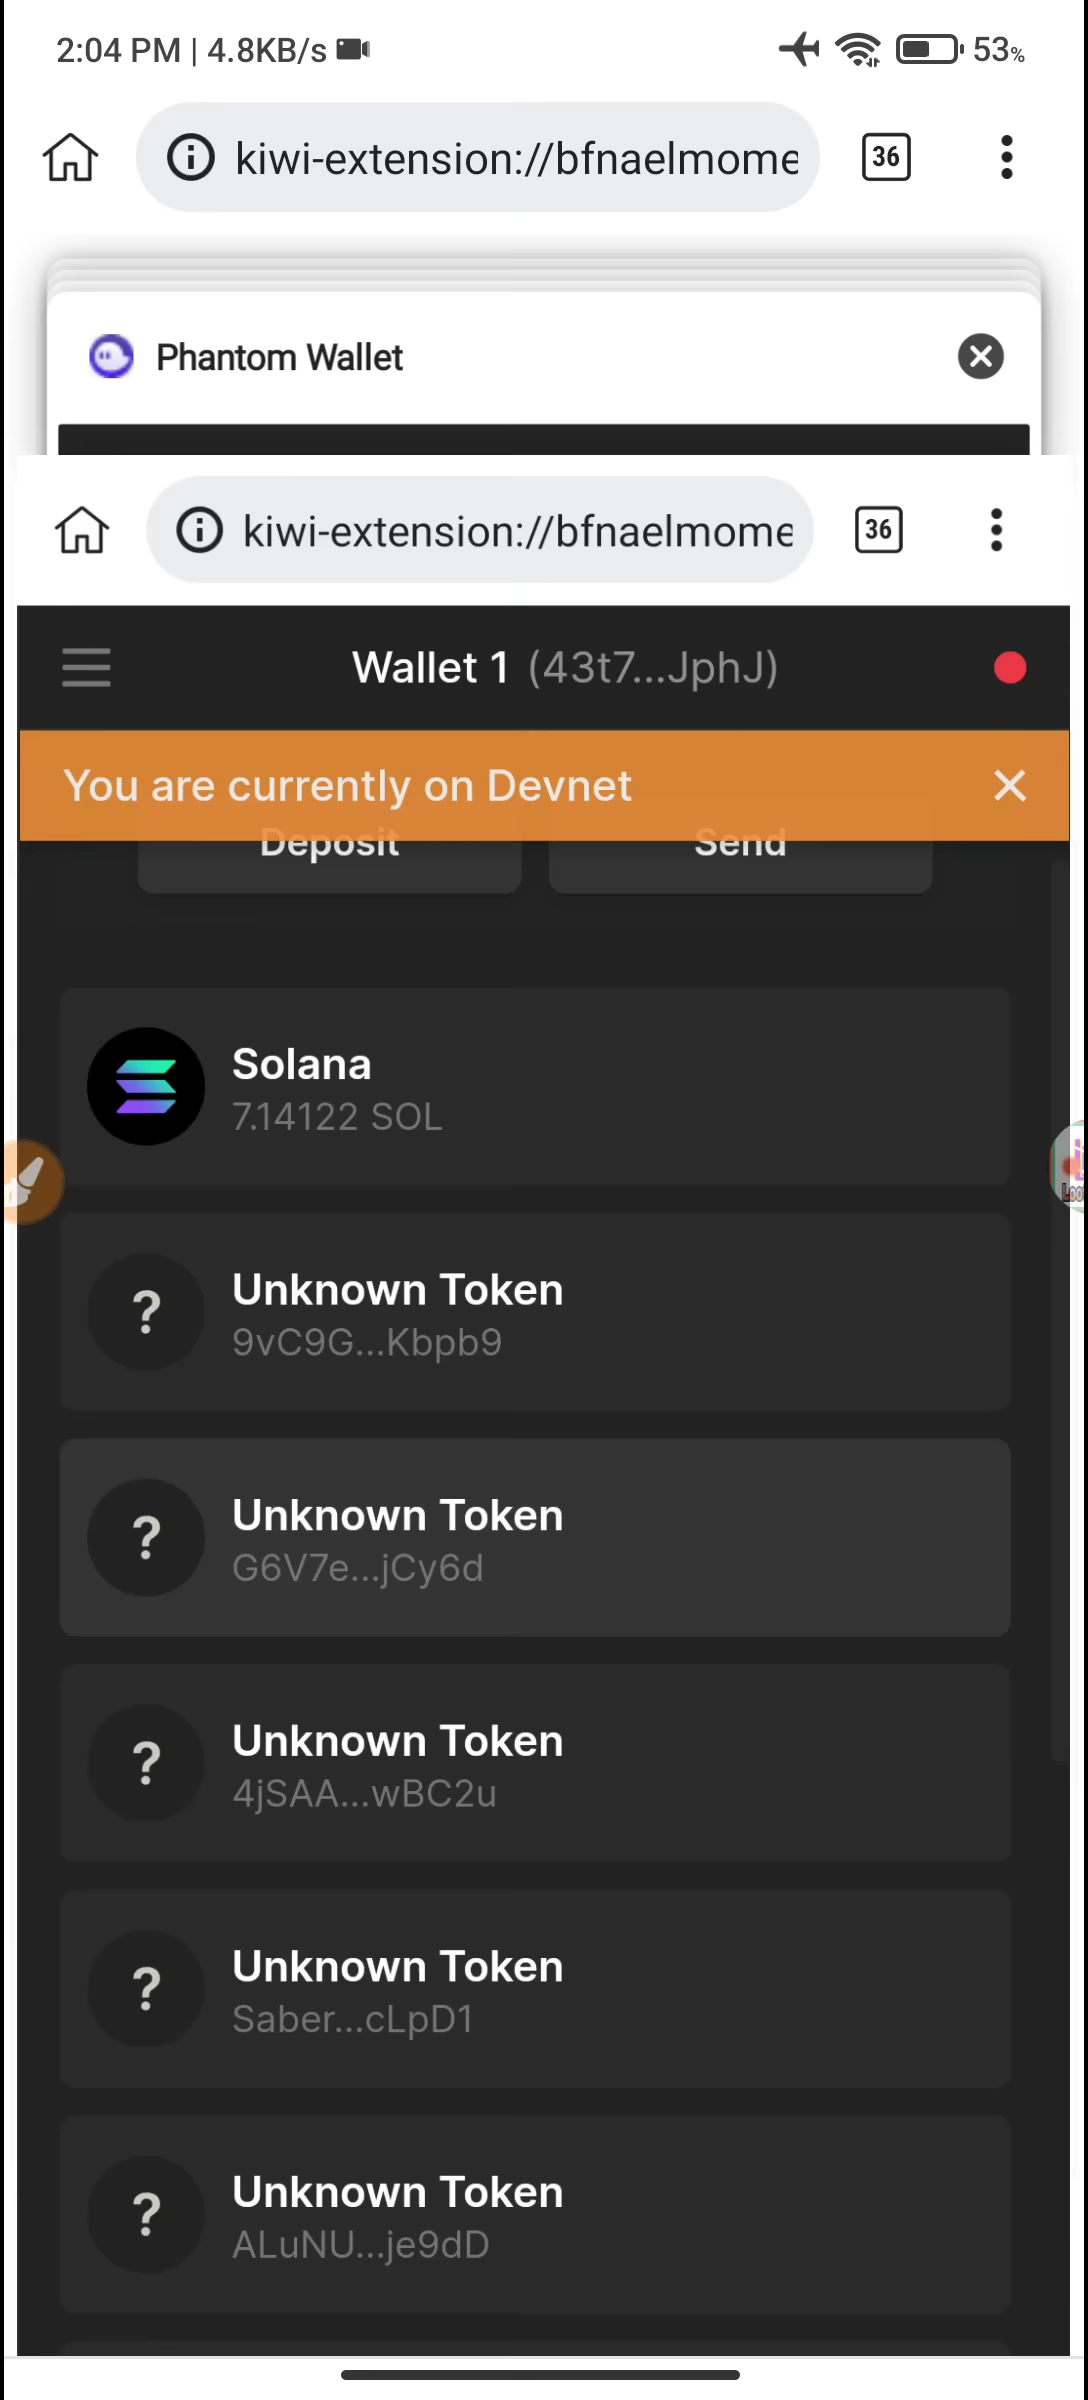 2:04 PM | 4.8KB/s 53%
kiwi-extension://bfnaelmome 36
Phantom Wallet
kiwi-extension://bfnaelmome 36
Wallet 1 (43t7...JphJ)
You are currently on Devnet
Deposit Send
Solana
7.14122 SOL
? Unknown Token
9vC9G...Kbpb9
? Unknown Token
G6V7e...jCy6d
? Unknown Token
4jSAA...wBC2u
? Unknown Token
Saber...cLpD1
? Unknown Token
ALuNU...je9dD